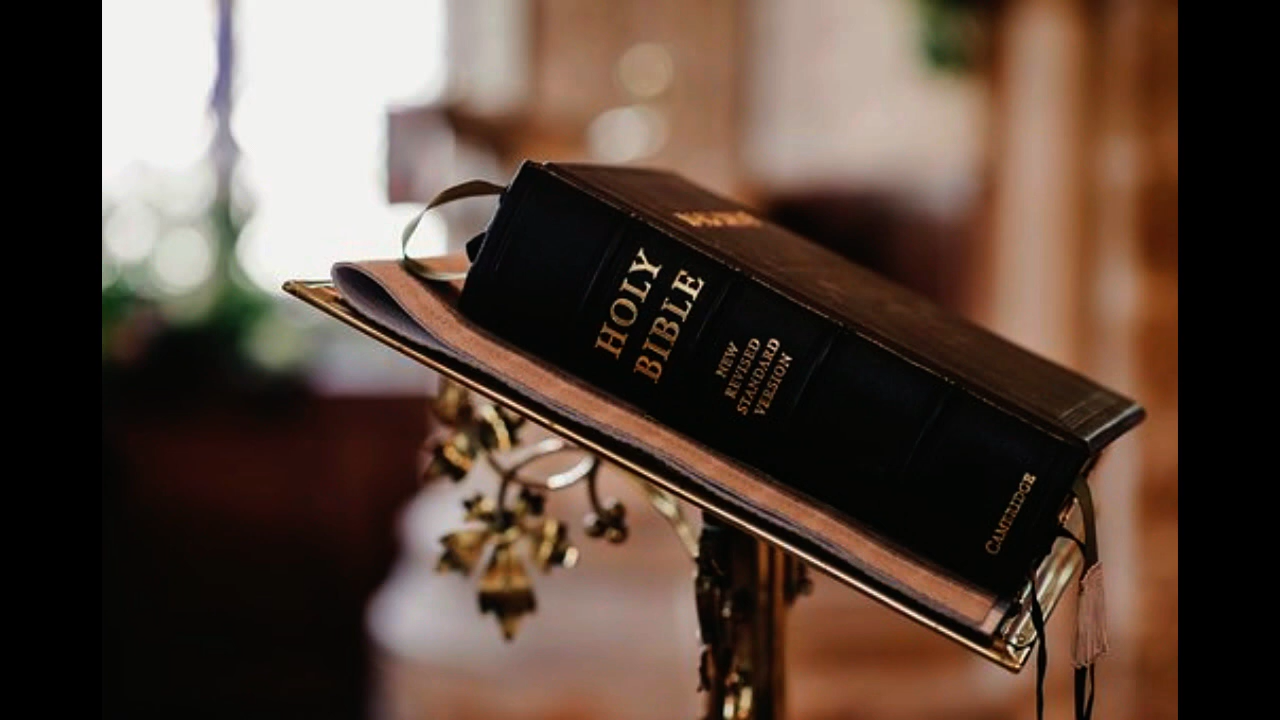 HOLY
BIBLE
NEW
REVISED
STANDARD
VERSION
CAMBRIDGE